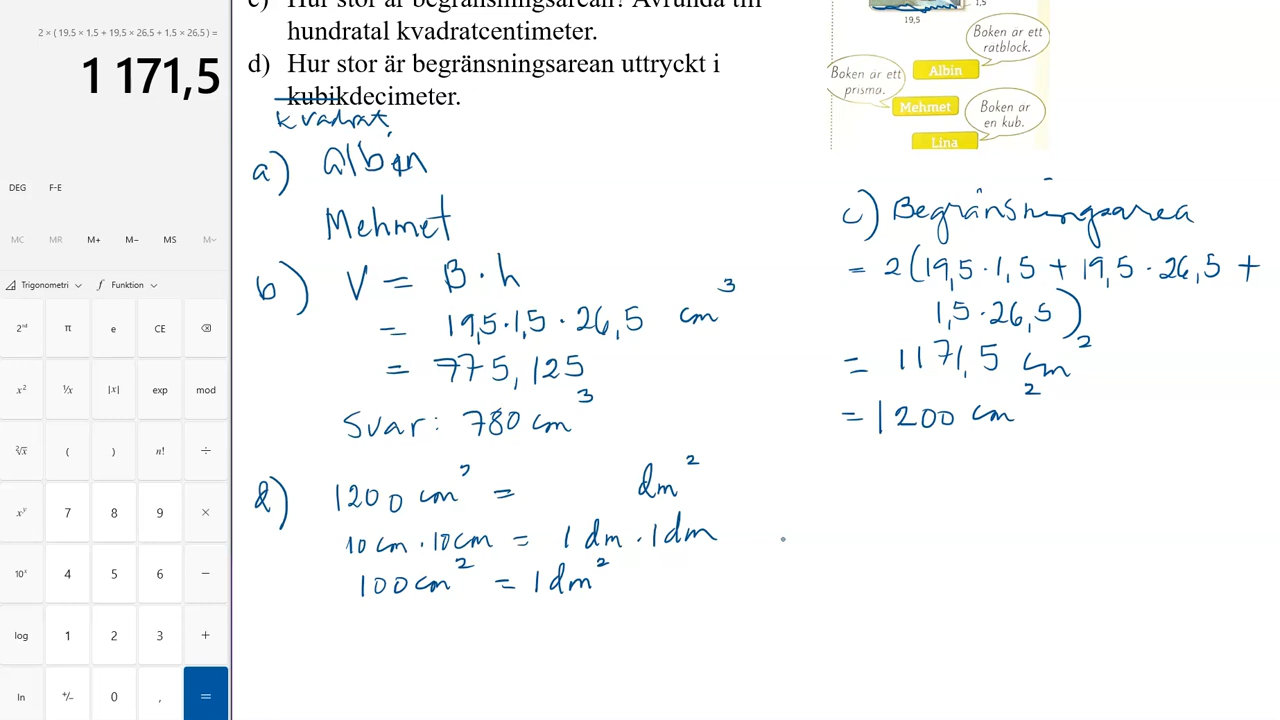 2 × ( 19.5 × 1,5 + 19.5 × 26,5 + 1,5 × 26.5 ) =
1 171,5
DEG F-E
MC MR M+ M− MS M˅
Trigonometri Funktion
2ⁿᵈ π e CE
x² ¹/x |x| exp mod
²√x ( ) n! ÷
xʸ 7 8 9 ×
10ˣ 4 5 6 −
log 1 2 3 +
ln +/− 0 , =
c) Hur stor är begränsningsarean? Avrunda till
hundratal kvadratcentimeter.
d) Hur stor är begränsningsarean uttryckt i
kubikdecimeter.
kvadrat
19,5
1,5
Boken är ett
rätblock.
Albin
Boken är ett
prisma.
Mehmet
Boken är
en kub.
Lina
a) Albin
Mehmet
b) V = B · h
= 19,5 · 1,5 · 26,5 cm³
= 775,125
Svar: 780 cm³
c) Begränsningsarea
= 2(19,5 · 1,5 + 19,5 · 26,5 +
1,5 · 26,5)
= 1171,5 cm²
= 1200 cm²
d) 1200 cm² = dm²
10 cm · 10 cm = 1 dm · 1 dm
100 cm² = 1 dm²